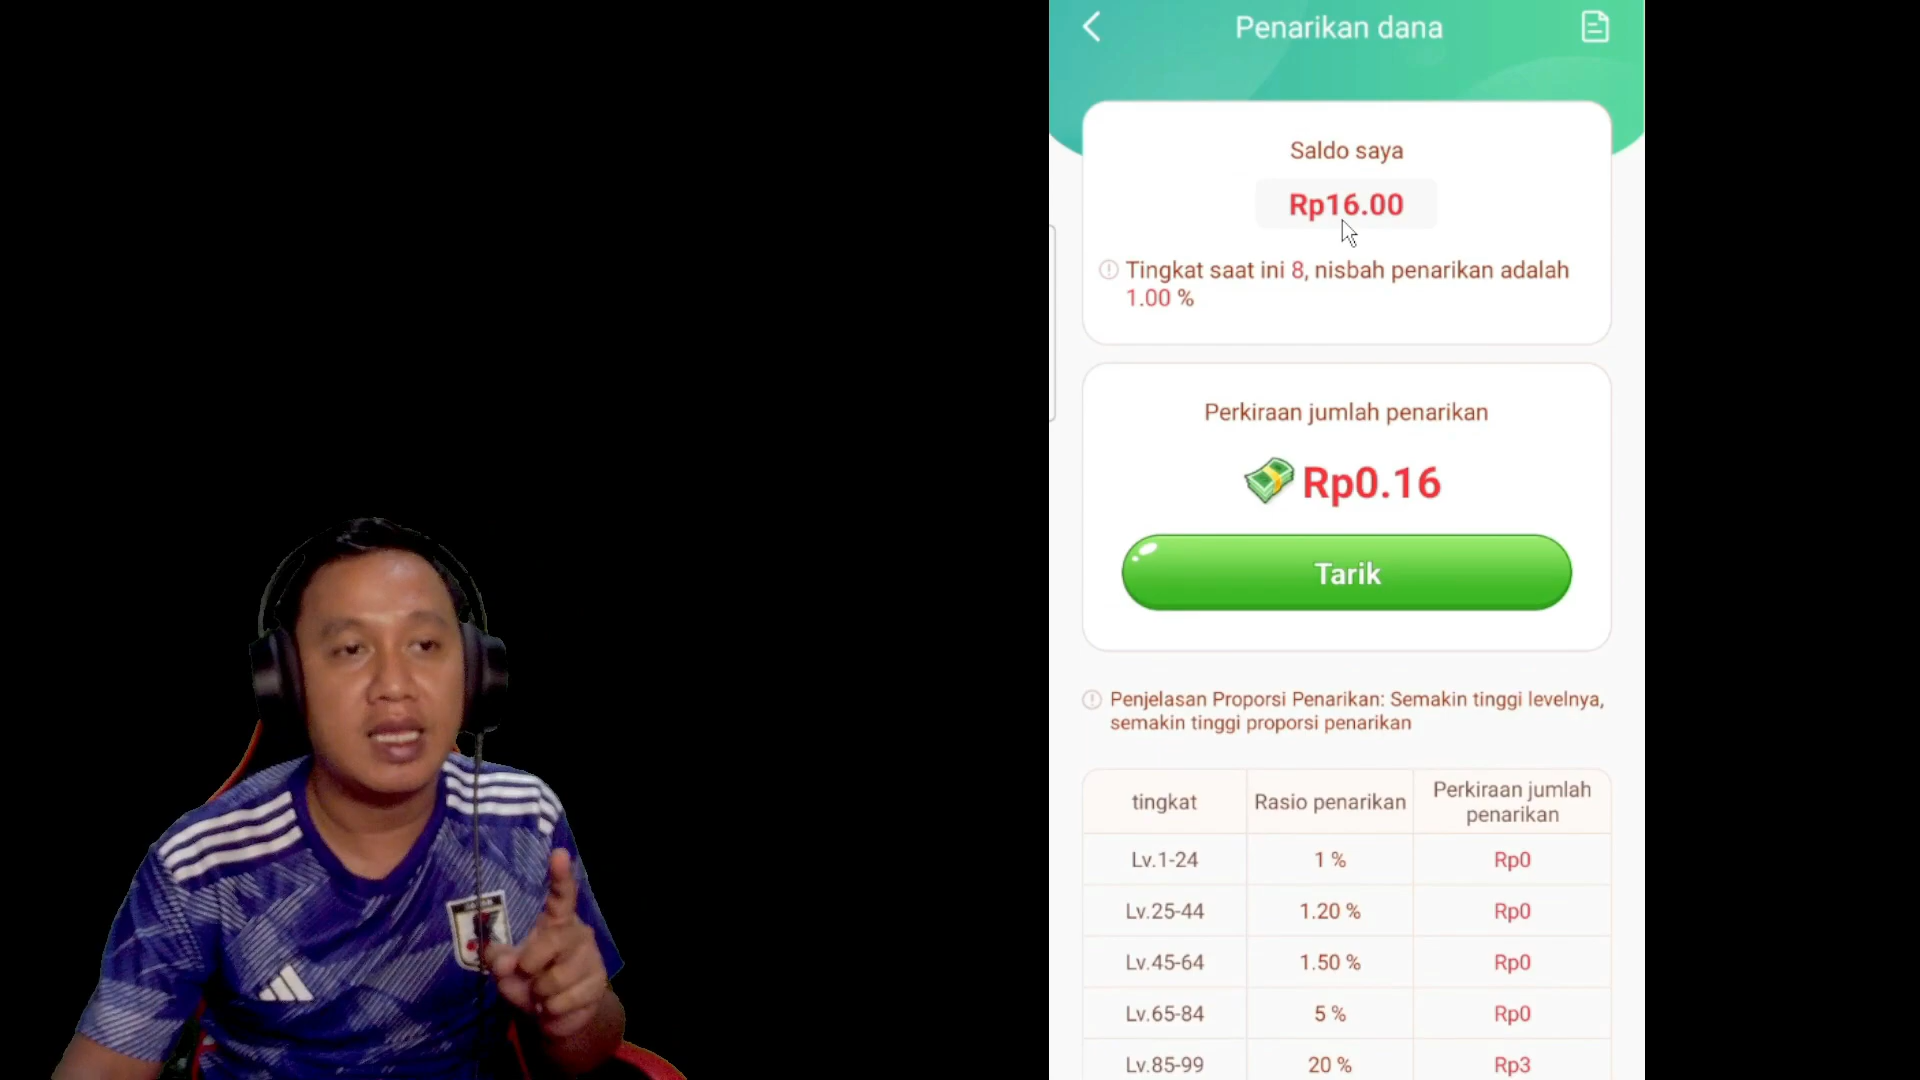 Penarikan dana
Saldo saya
Rp16.00
Tingkat saat ini 8, nisbah penarikan adalah
1.00 %
Perkiraan jumlah penarikan
Rp0.16
Tarik
Penjelasan Proporsi Penarikan: Semakin tinggi levelnya,
semakin tinggi proporsi penarikan
tingkat
Rasio penarikan
Perkiraan jumlah
penarikan
Lv.1-24
1 %
Rp0
Lv.25-44
1.20 %
Rp0
Lv.45-64
1.50 %
Rp0
Lv.65-84
5 %
Rp0
Lv.85-99
20 %
Rp3